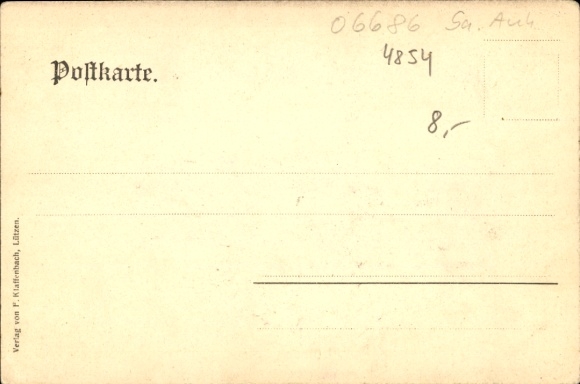 06686 Sa. Anh.
4854
Postkarte.
8,-
Verlag von F. Klaffenbach, Lützen.